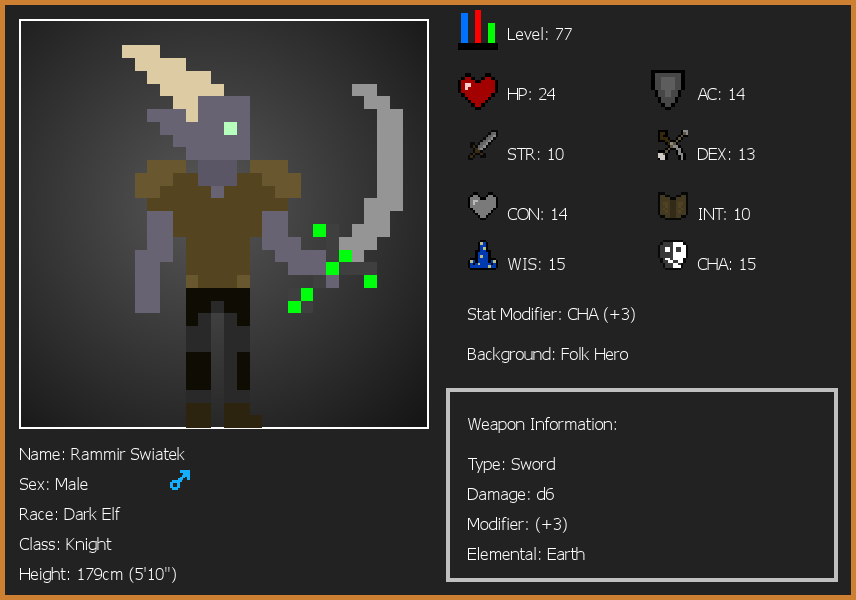 Level: 77
HP: 24
AC: 14
STR: 10
DEX: 13
CON: 14
INT: 10
WIS: 15
CHA: 15
Stat Modifier: CHA (+3)
Background: Folk Hero
Weapon Information:
Type: Sword
Damage: d6
Modifier: (+3)
Elemental: Earth
Name: Rammir Swiatek
Sex: Male
Race: Dark Elf
Class: Knight
Height: 179cm (5'10")